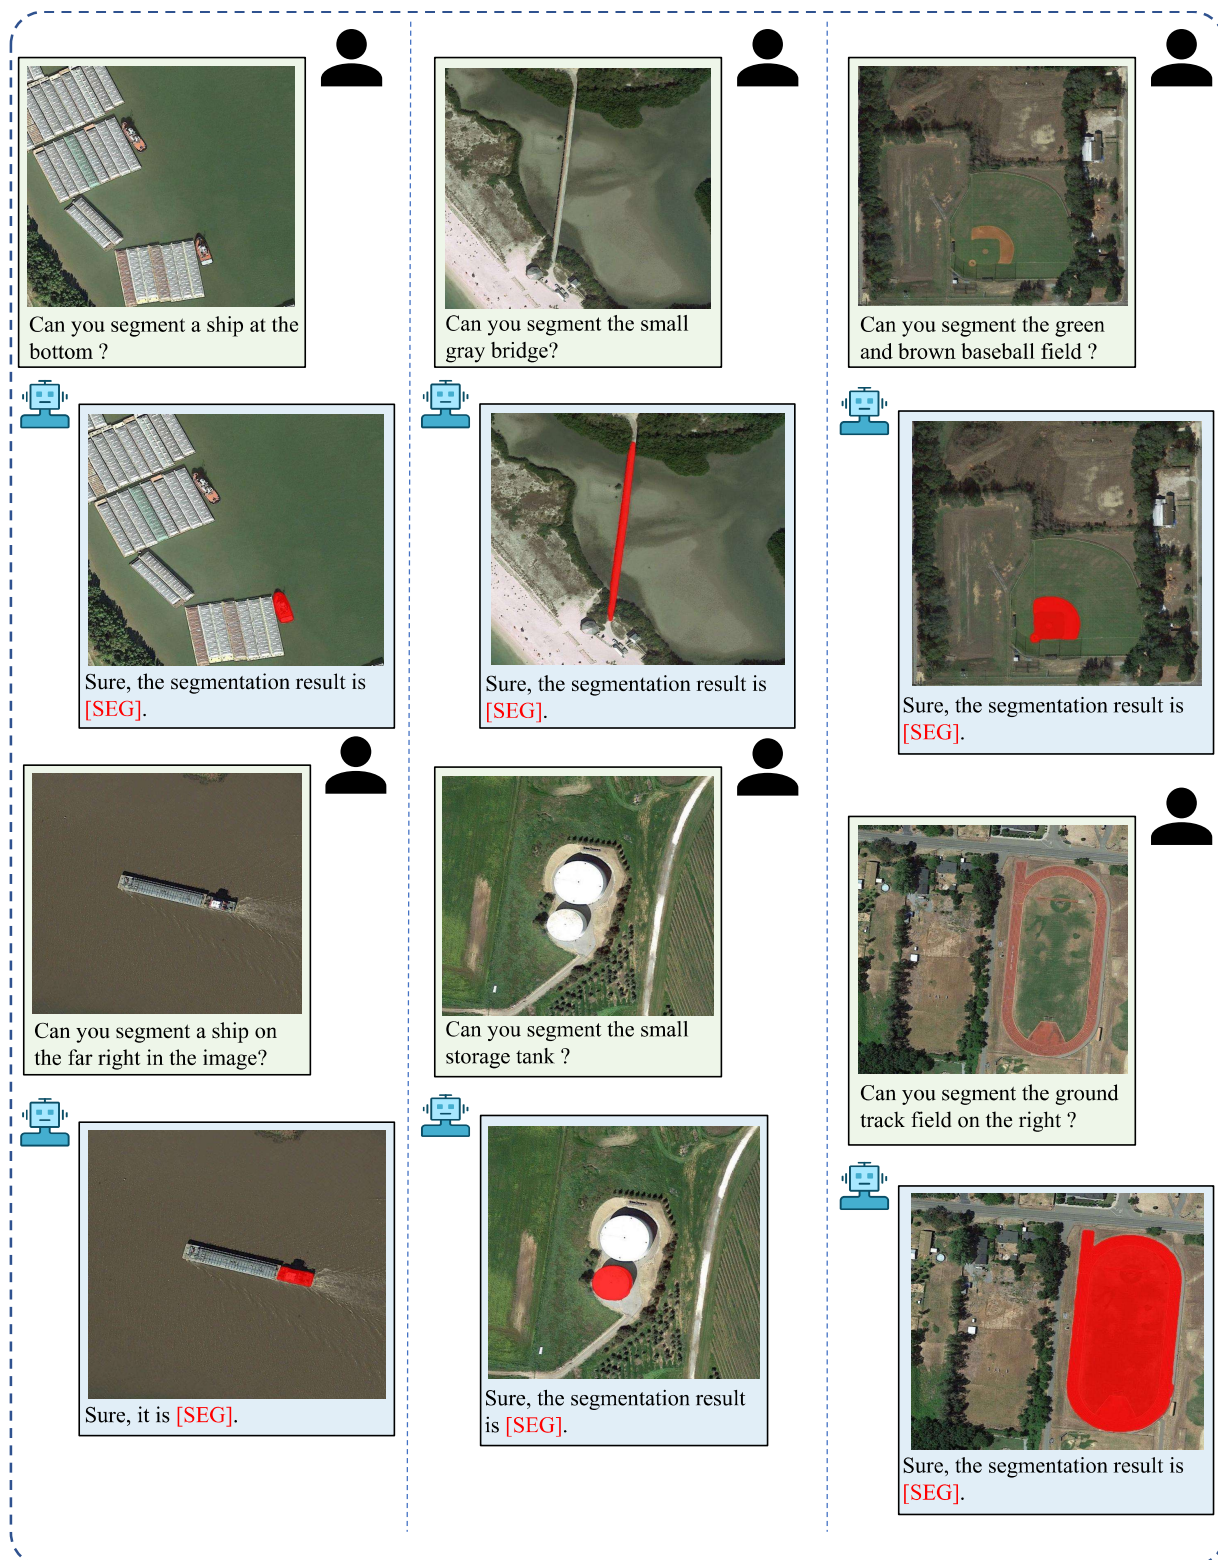 Can you segment a ship at the
bottom ?
Sure, the segmentation result is
[SEG].
Can you segment a ship on
the far right in the image?
Sure, it is [SEG].
Can you segment the small
gray bridge?
Sure, the segmentation result is
[SEG].
Can you segment the small
storage tank ?
Sure, the segmentation result
is [SEG].
Can you segment the green
and brown baseball field ?
Sure, the segmentation result is
[SEG].
Can you segment the ground
track field on the right ?
Sure, the segmentation result is
[SEG].